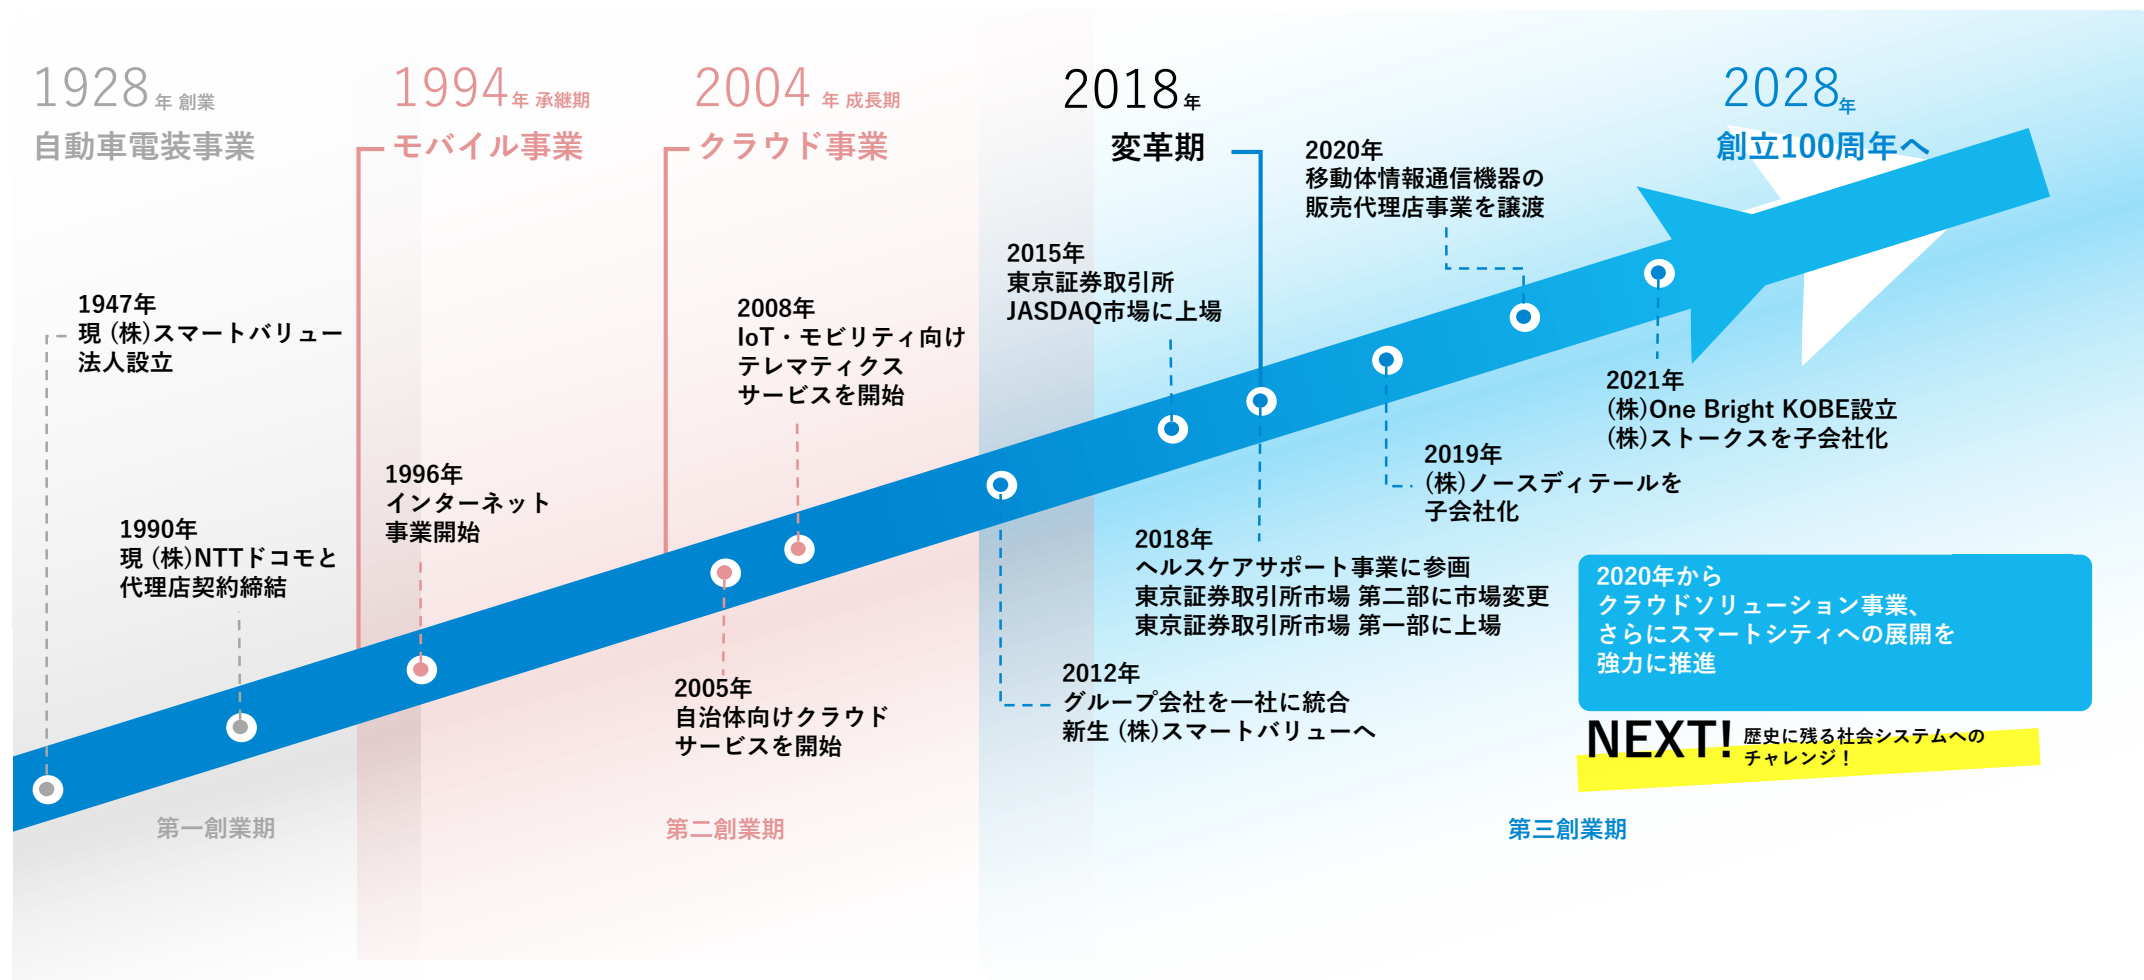 1928年 創業
自動車電装事業
1994年 承継期
モバイル事業
2004年 成長期
クラウド事業
2018年
変革期
2028年
創立100周年へ
1947年
現 (株)スマートバリュー
法人設立
1990年
現 (株)NTTドコモと
代理店契約締結
1996年
インターネット
事業開始
2005年
自治体向けクラウド
サービスを開始
2008年
IoT・モビリティ向け
テレマティクス
サービスを開始
2012年
グループ会社を一社に統合
新生 (株)スマートバリューへ
2015年
東京証券取引所
JASDAQ市場に上場
2018年
ヘルスケアサポート事業に参画
東京証券取引所市場 第二部に市場変更
東京証券取引所市場 第一部に上場
2019年
(株)ノースディテールを
子会社化
2020年
移動体情報通信機器の
販売代理店事業を譲渡
2021年
(株)One Bright KOBE設立
(株)ストークスを子会社化
2020年から
クラウドソリューション事業、
さらにスマートシティへの展開を
強力に推進
NEXT! 歴史に残る社会システムへの
チャレンジ！
第一創業期
第二創業期
第三創業期